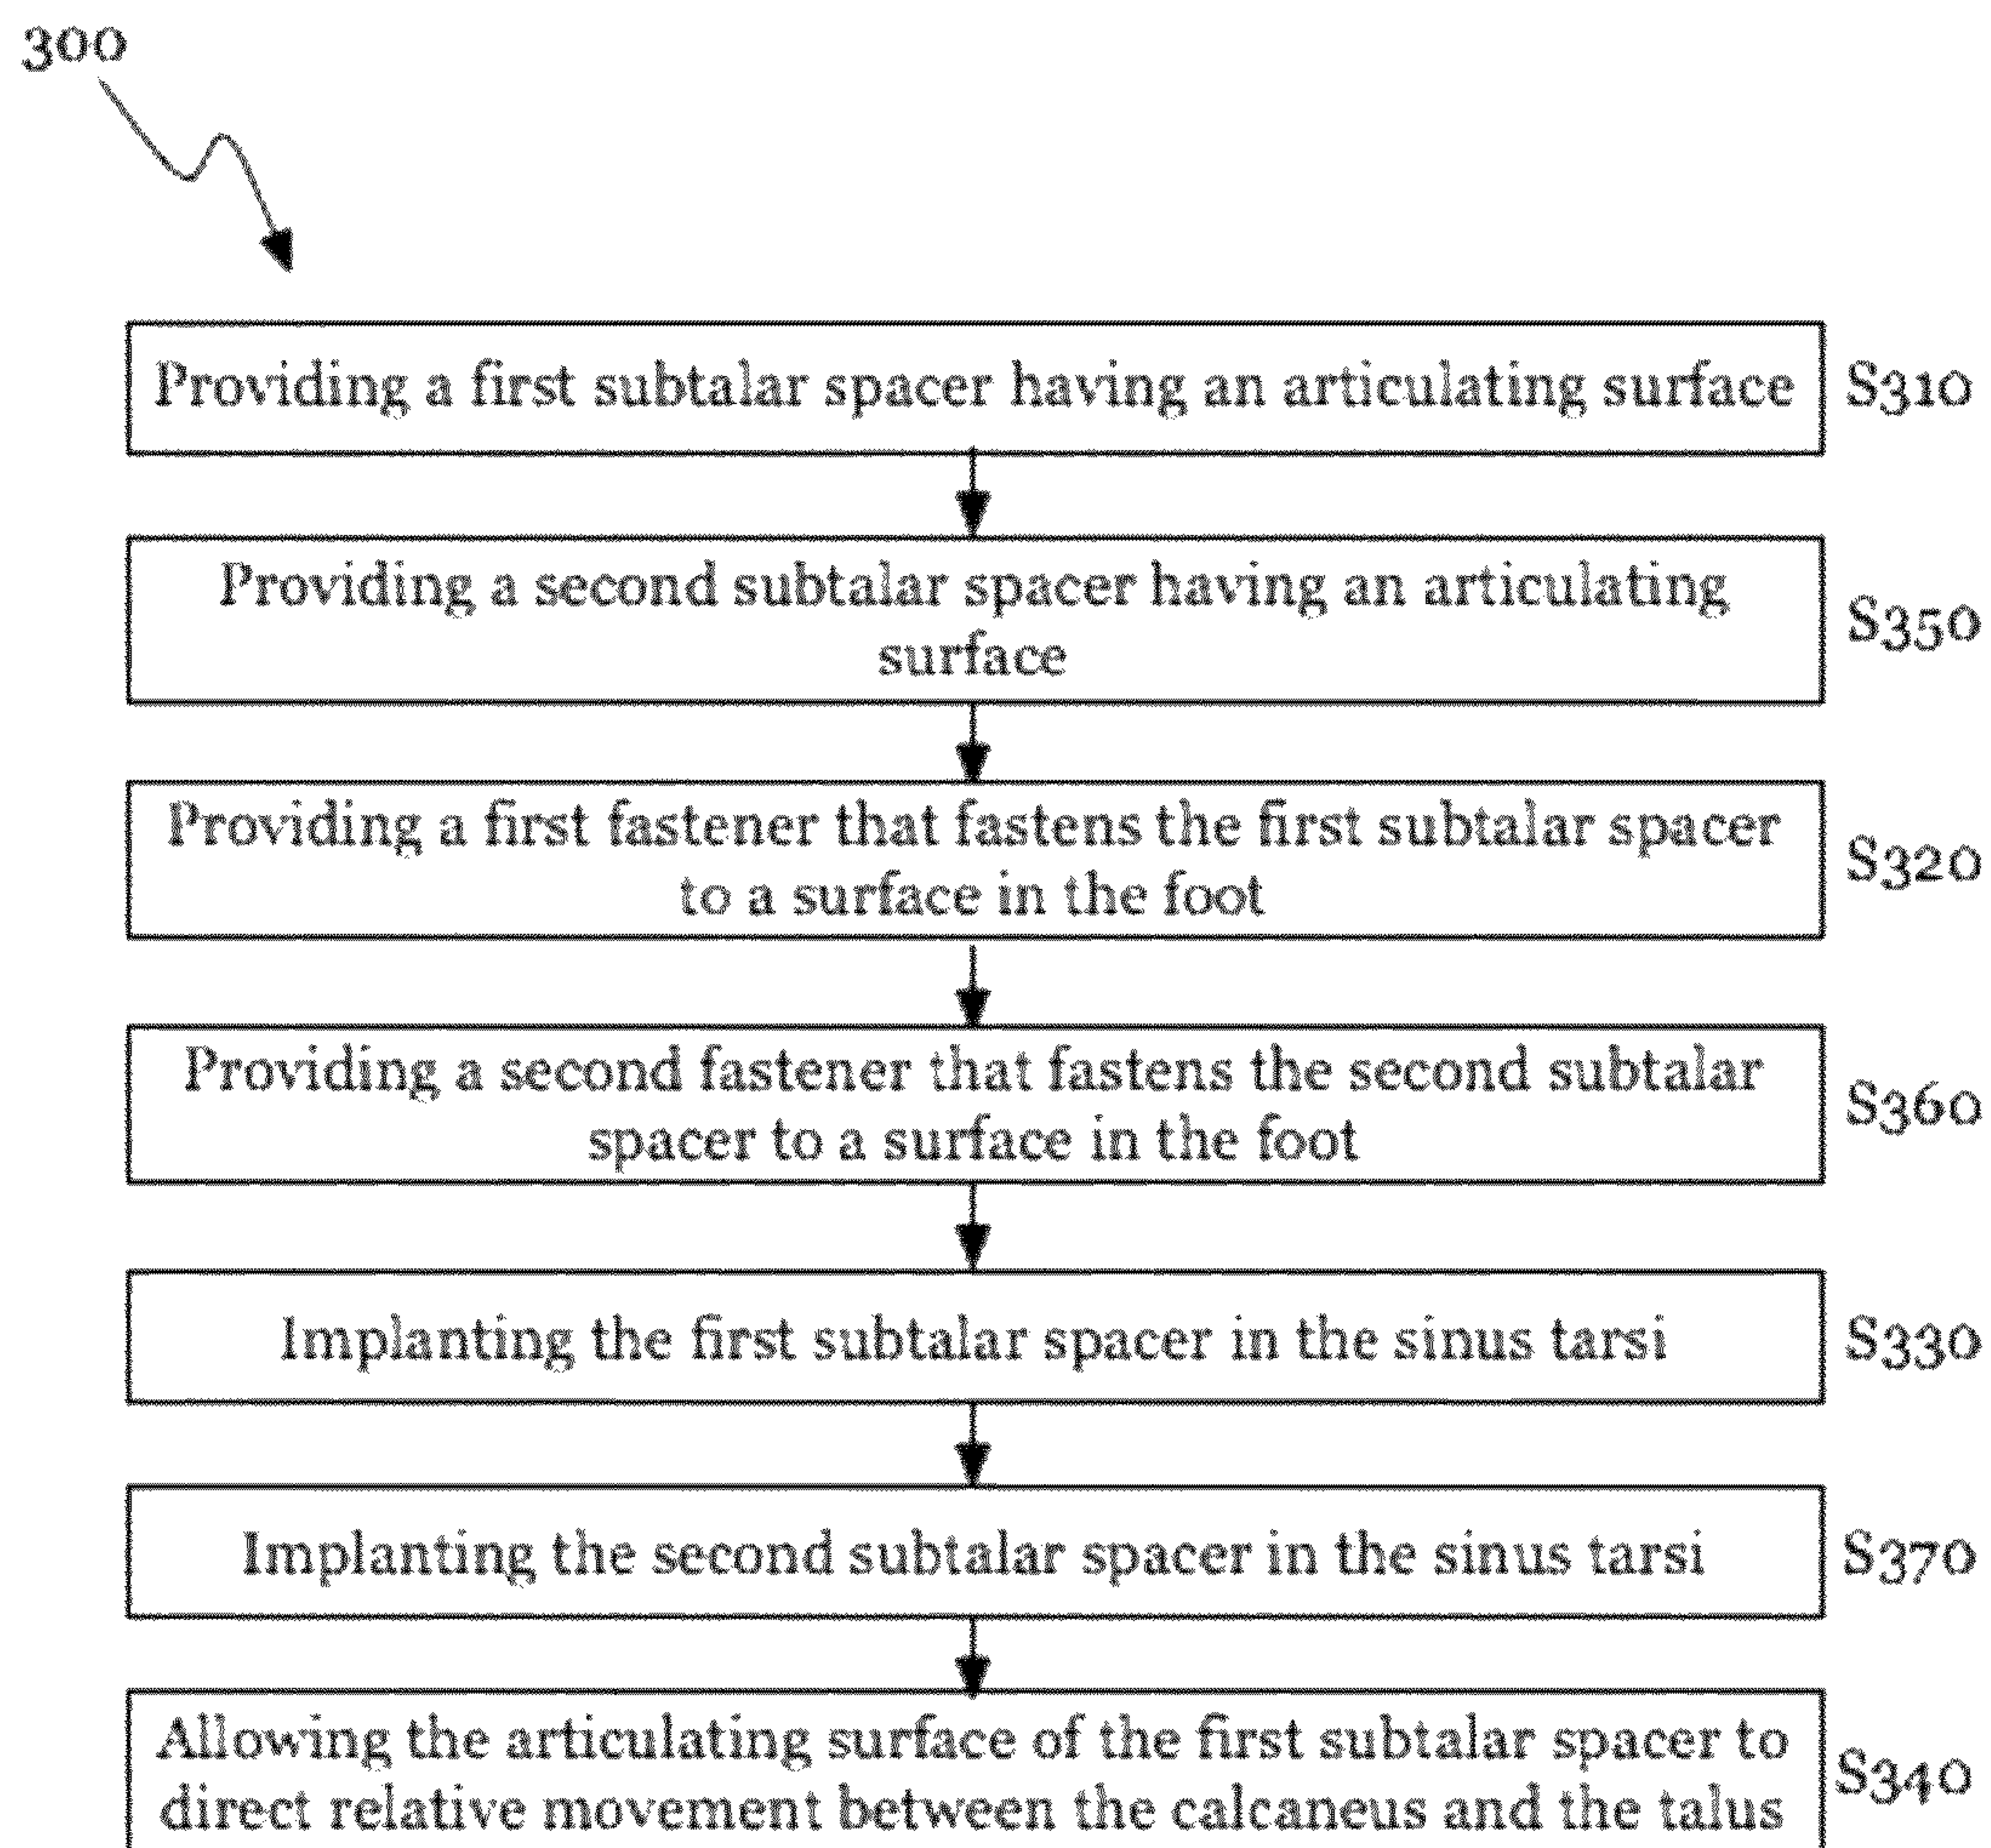 300
Providing a first subtalar spacer having an articulating surface S310
Providing a second subtalar spacer having an articulating
surface
S350
Providing a first fastener that fastens the first subtalar spacer
to a surface in the foot
S320
Providing a second fastener that fastens the second subtalar
spacer to a surface in the foot
S360
Implanting the first subtalar spacer in the sinus tarsi S330
Implanting the second subtalar spacer in the sinus tarsi S370
Allowing the articulating surface of the first subtalar spacer to
direct relative movement between the calcaneus and the talus
S340